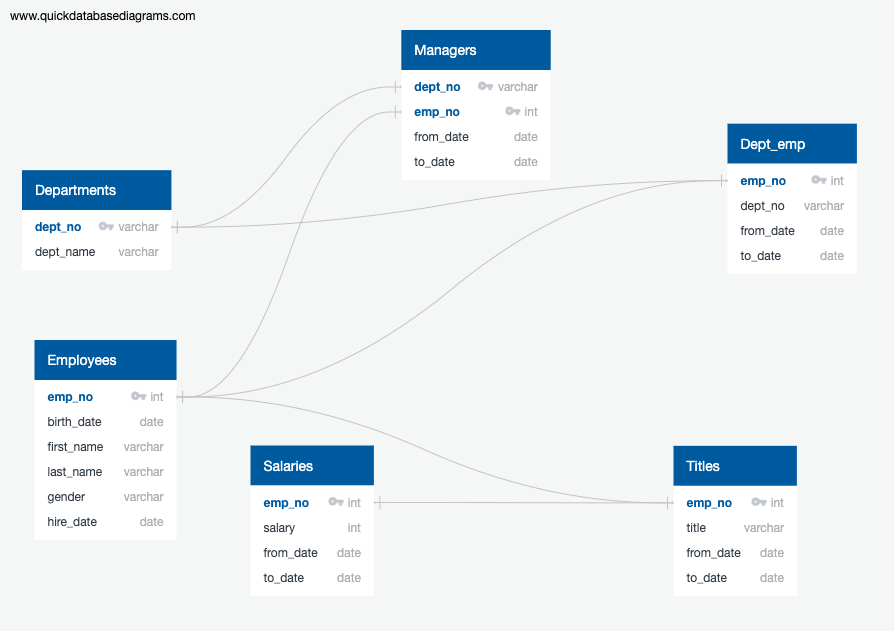 www.quickdatabasediagrams.com
Managers
dept_no varchar
emp_no int
from_date date
to_date date
Dept_emp
emp_no int
dept_no varchar
from_date date
to_date date
Departments
dept_no varchar
dept_name varchar
Employees
emp_no int
birth_date date
first_name varchar
last_name varchar
gender varchar
hire_date date
Salaries
emp_no int
salary int
from_date date
to_date date
Titles
emp_no int
title varchar
from_date date
to_date date